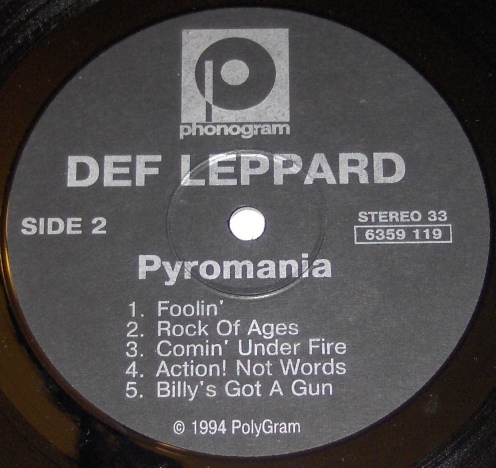 phonogram
DEF LEPPARD
SIDE 2
STEREO 33
6359 119
Pyromania
1. Foolin'
2. Rock Of Ages
3. Comin' Under Fire
4. Action! Not Words
5. Billy's Got A Gun
© 1994 PolyGram